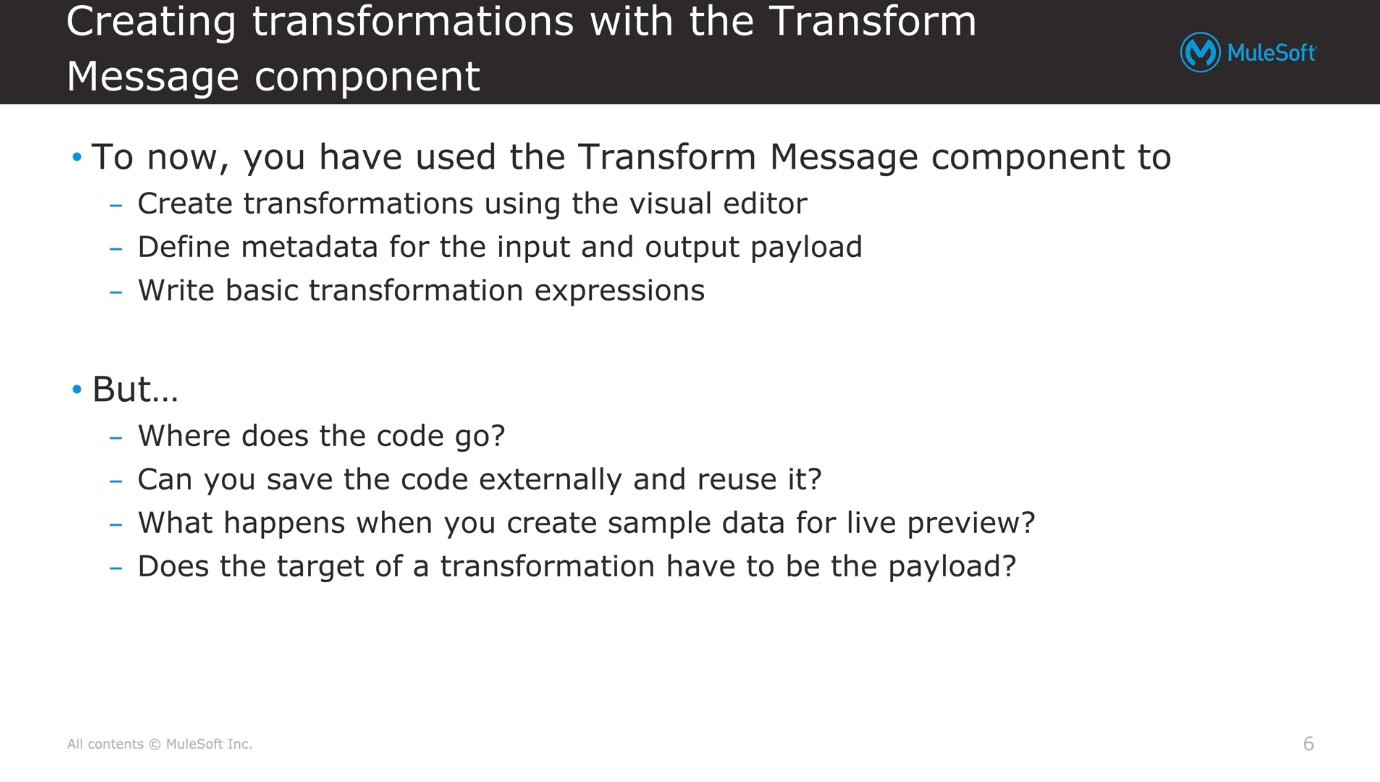 Creating transformations with the Transform
Message component
MuleSoft
• To now, you have used the Transform Message component to
– Create transformations using the visual editor
– Define metadata for the input and output payload
– Write basic transformation expressions
• But…
– Where does the code go?
– Can you save the code externally and reuse it?
– What happens when you create sample data for live preview?
– Does the target of a transformation have to be the payload?
All contents © MuleSoft Inc.
6